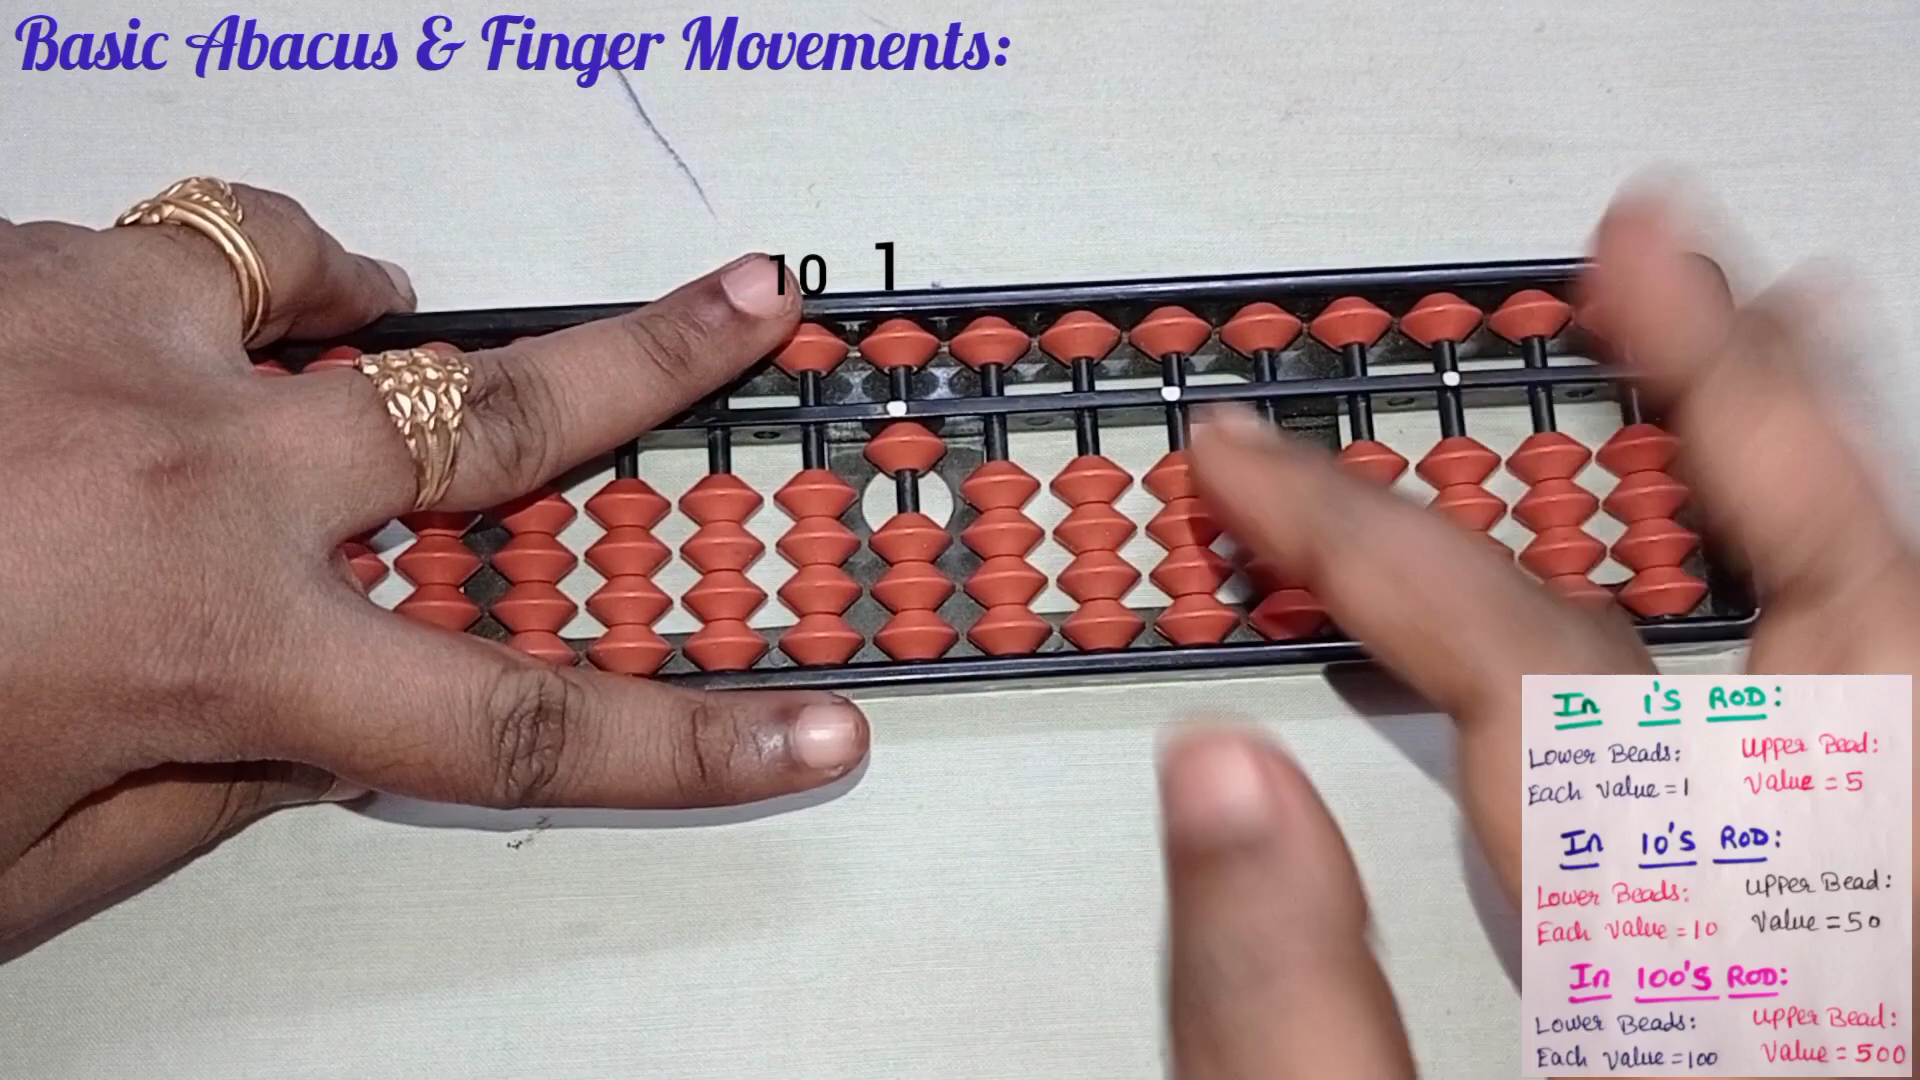 Basic Abacus & Finger Movements:
10 1
In 1'S ROD:
Lower Beads: Upper Bead:
Each Value = 1 Value = 5
In 10'S ROD:
Lower Beads: Upper Bead:
Each Value = 10 Value = 50
In 100'S ROD:
Lower Beads: Upper Bead:
Each Value = 100 Value = 500